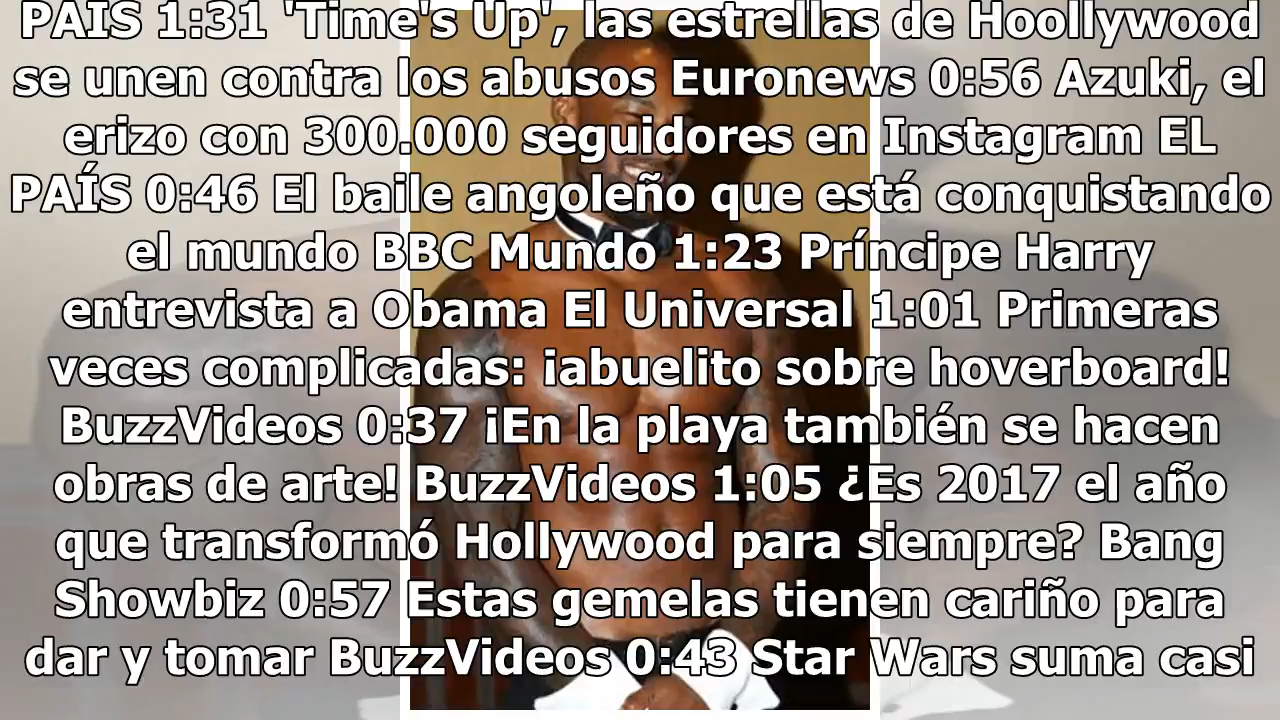 PAÍS 1:31 'Time's Up', las estrellas de Hoollywood
se unen contra los abusos Euronews 0:56 Azuki, el
erizo con 300.000 seguidores en Instagram EL
PAÍS 0:46 El baile angoleño que está conquistando
el mundo BBC Mundo 1:23 Príncipe Harry
entrevista a Obama El Universal 1:01 Primeras
veces complicadas: ¡abuelito sobre hoverboard!
BuzzVideos 0:37 ¡En la playa también se hacen
obras de arte! BuzzVideos 1:05 ¿Es 2017 el año
que transformó Hollywood para siempre? Bang
Showbiz 0:57 Estas gemelas tienen cariño para
dar y tomar BuzzVideos 0:43 Star Wars suma casi